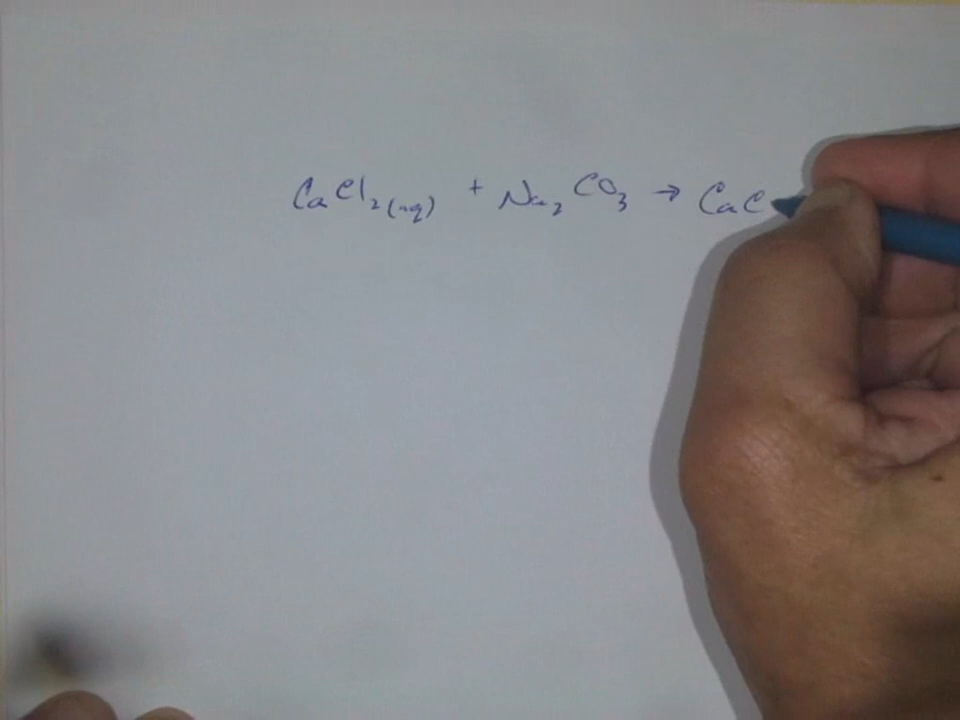 CaCl₂(aq) + Na₂CO₃ → CaC